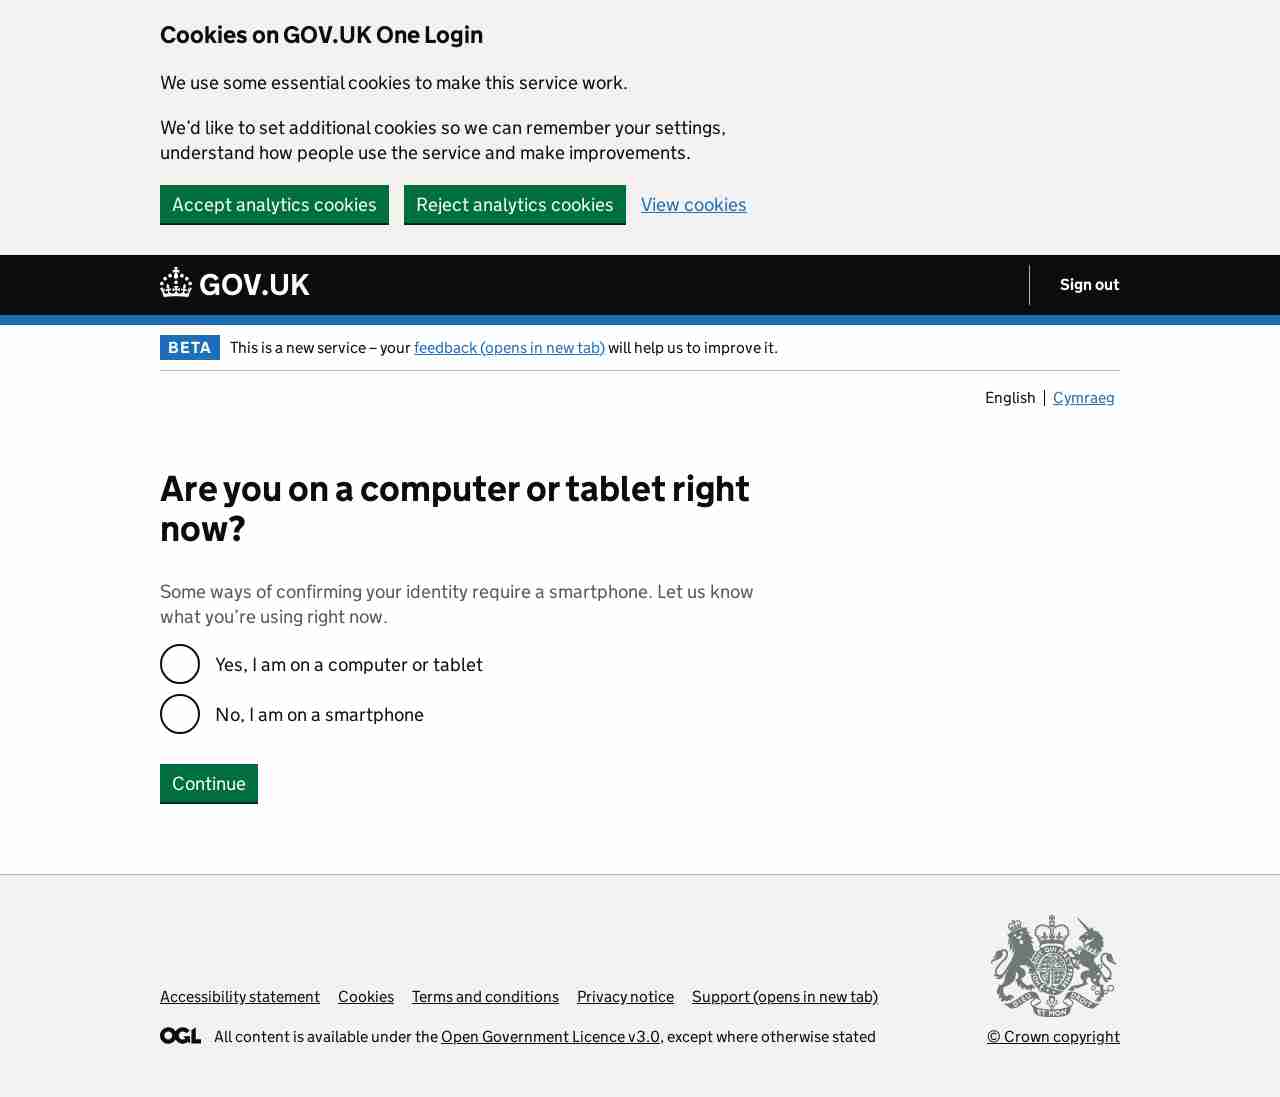 Cookies on GOV.UK One Login
We use some essential cookies to make this service work.
We’d like to set additional cookies so we can remember your settings,
understand how people use the service and make improvements.
Accept analytics cookies
Reject analytics cookies
View cookies
GOV.UK
Sign out
BETA
This is a new service – your feedback (opens in new tab) will help us to improve it.
English
Cymraeg
Are you on a computer or tablet right
now?
Some ways of confirming your identity require a smartphone. Let us know
what you’re using right now.
Yes, I am on a computer or tablet
No, I am on a smartphone
Continue
Accessibility statement
Cookies
Terms and conditions
Privacy notice
Support (opens in new tab)
OGL
All content is available under the Open Government Licence v3.0, except where otherwise stated
© Crown copyright